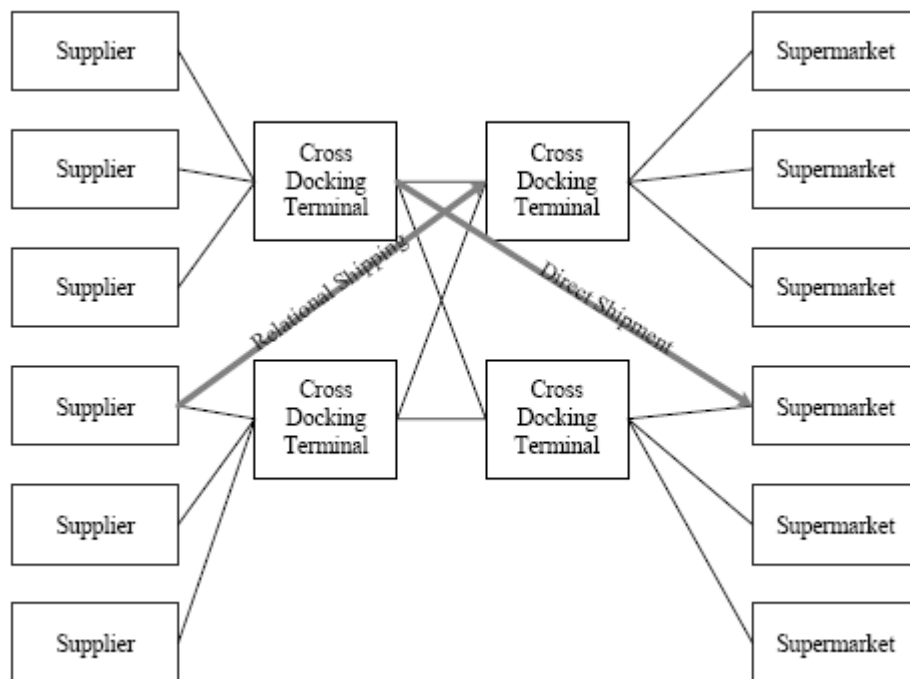 Supplier
Supermarket
Supplier
Cross
Docking
Terminal
Cross
Docking
Terminal
Supermarket
Supplier
Relational Shipping
Direct Shipment
Supermarket
Supplier
Cross
Docking
Terminal
Cross
Docking
Terminal
Supermarket
Supplier
Supermarket
Supplier
Supermarket